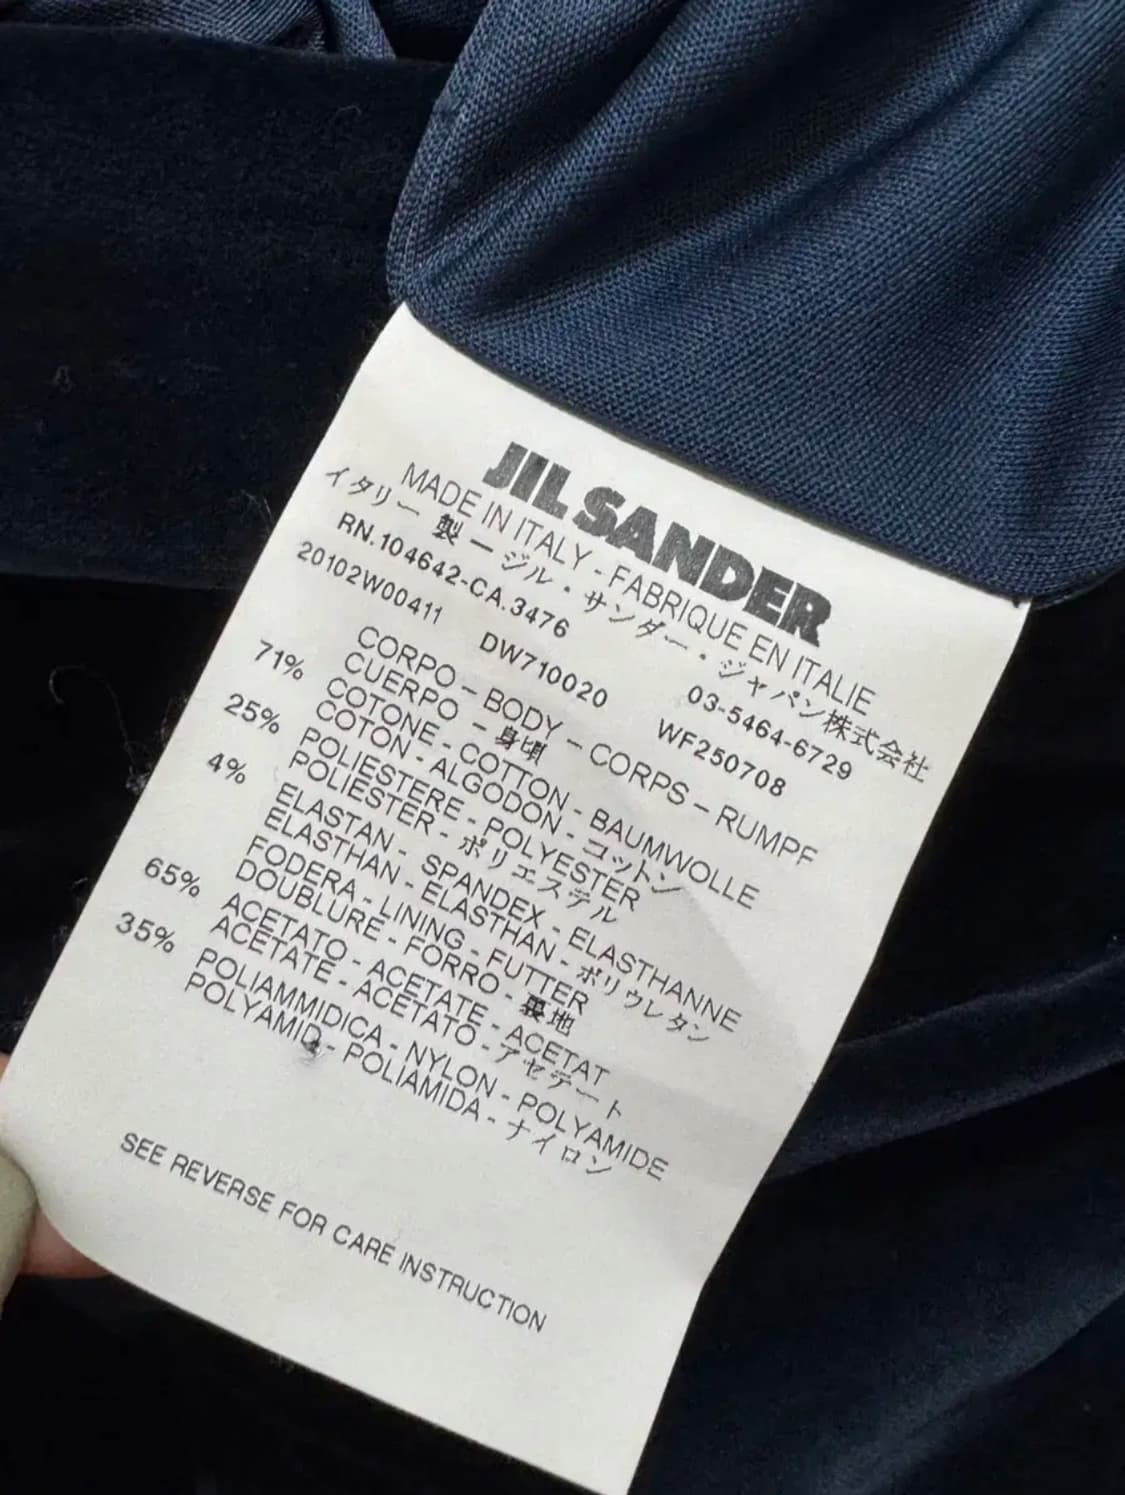 JIL SANDER
MADE IN ITALY - FABRIQUE EN ITALIE
イタリー 製 ー ジル・サンダー・ジャパン株式会社
RN.104642-CA.3476 03-5464-6729
20102W00411 DW710020 WF250708
CORPO – BODY – CORPS – RUMPF
CUERPO – 身頃
71% COTONE - COTTON - BAUMWOLLE
COTON - ALGODON - コットン
25% POLIESTERE - POLYESTER
POLIESTER - ポリエステル
4% ELASTAN - SPANDEX - ELASTHANNE
ELASTHAN - ELASTHAN - ポリウレタン
FODERA - LINING - FUTTER
DOUBLURE - FORRO - 裏地
65% ACETATO - ACETATE - ACETAT
ACETATE - ACETATO - アセテート
35% POLIAMMIDICA - NYLON - POLYAMIDE
POLYAMID - POLIAMIDA - ナイロン
SEE REVERSE FOR CARE INSTRUCTION